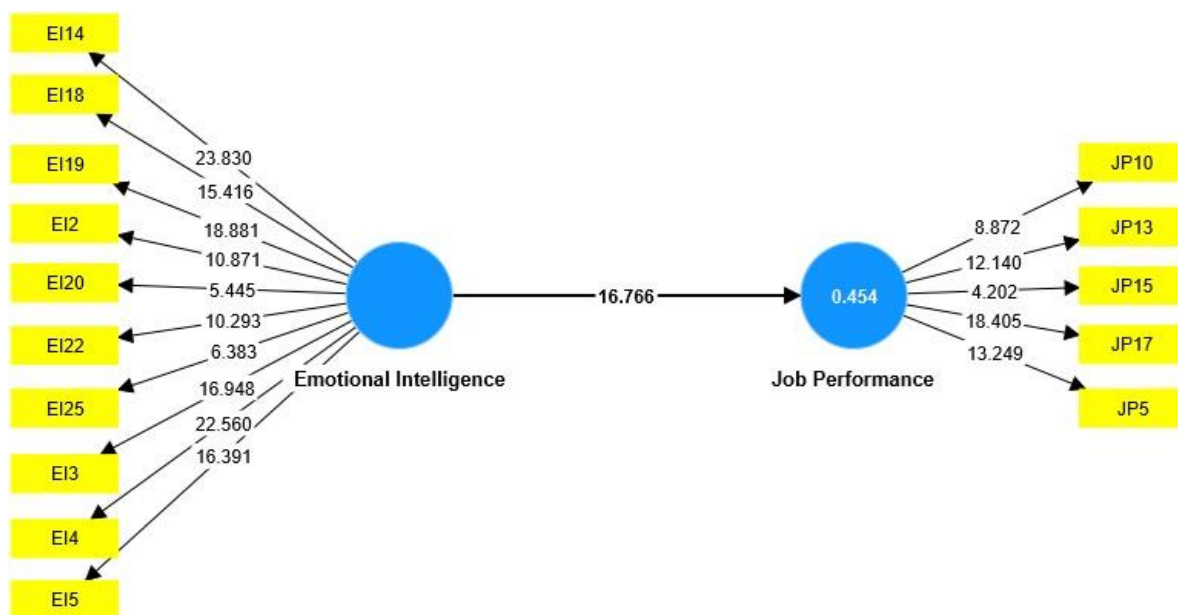 EI14
EI18
EI19
EI2
EI20
EI22
EI25
EI3
EI4
EI5
23.830
15.416
18.881
10.871
5.445
10.293
6.383
16.948
22.560
16.391
Emotional Intelligence
16.766
0.454
Job Performance
8.872
12.140
4.202
18.405
13.249
JP10
JP13
JP15
JP17
JP5